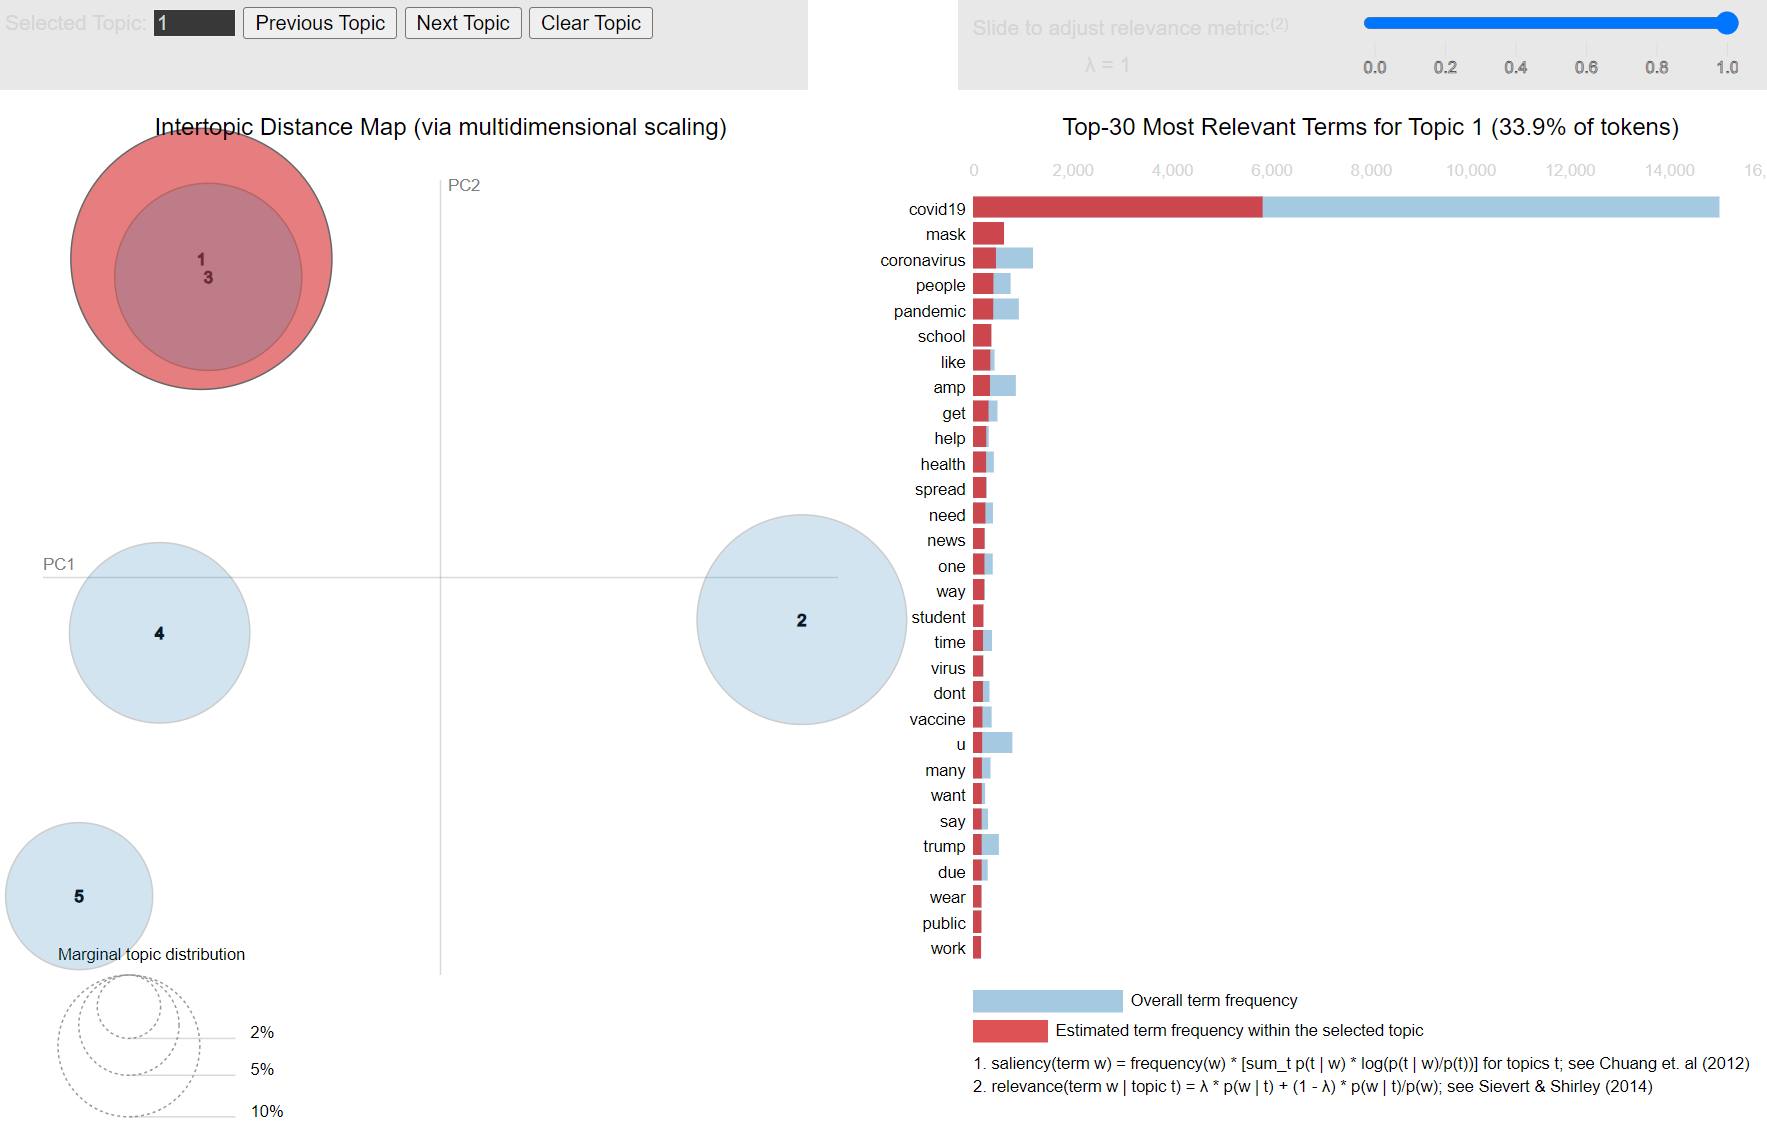 Selected Topic: 1 Previous Topic Next Topic Clear Topic
Slide to adjust relevance metric:(2)
λ = 1
0.0 0.2 0.4 0.6 0.8 1.0
Intertopic Distance Map (via multidimensional scaling)
PC2
1
3
PC1
4
2
5
Marginal topic distribution
2%
5%
10%
Top-30 Most Relevant Terms for Topic 1 (33.9% of tokens)
0 2,000 4,000 6,000 8,000 10,000 12,000 14,000 16,
covid19
mask
coronavirus
people
pandemic
school
like
amp
get
help
health
spread
need
news
one
way
student
time
virus
dont
vaccine
u
many
want
say
trump
due
wear
public
work
Overall term frequency
Estimated term frequency within the selected topic
1. saliency(term w) = frequency(w) * [sum_t p(t | w) * log(p(t | w)/p(t))] for topics t; see Chuang et. al (2012)
2. relevance(term w | topic t) = λ * p(w | t) + (1 - λ) * p(w | t)/p(w); see Sievert & Shirley (2014)